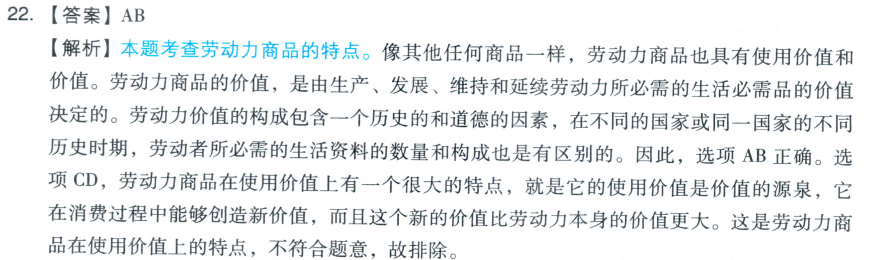 22. 【答案】AB
【解析】本题考查劳动力商品的特点。像其他任何商品一样，劳动力商品也具有使用价值和
价值。劳动力商品的价值，是由生产、发展、维持和延续劳动力所必需的生活必需品的价值
决定的。劳动力价值的构成包含一个历史的和道德的因素，在不同的国家或同一国家的不同
历史时期，劳动者所必需的生活资料的数量和构成也是有区别的。因此，选项 AB 正确。选
项 CD，劳动力商品在使用价值上有一个很大的特点，就是它的使用价值是价值的源泉，它
在消费过程中能够创造新价值，而且这个新的价值比劳动力本身的价值更大。这是劳动力商
品在使用价值上的特点，不符合题意，故排除。